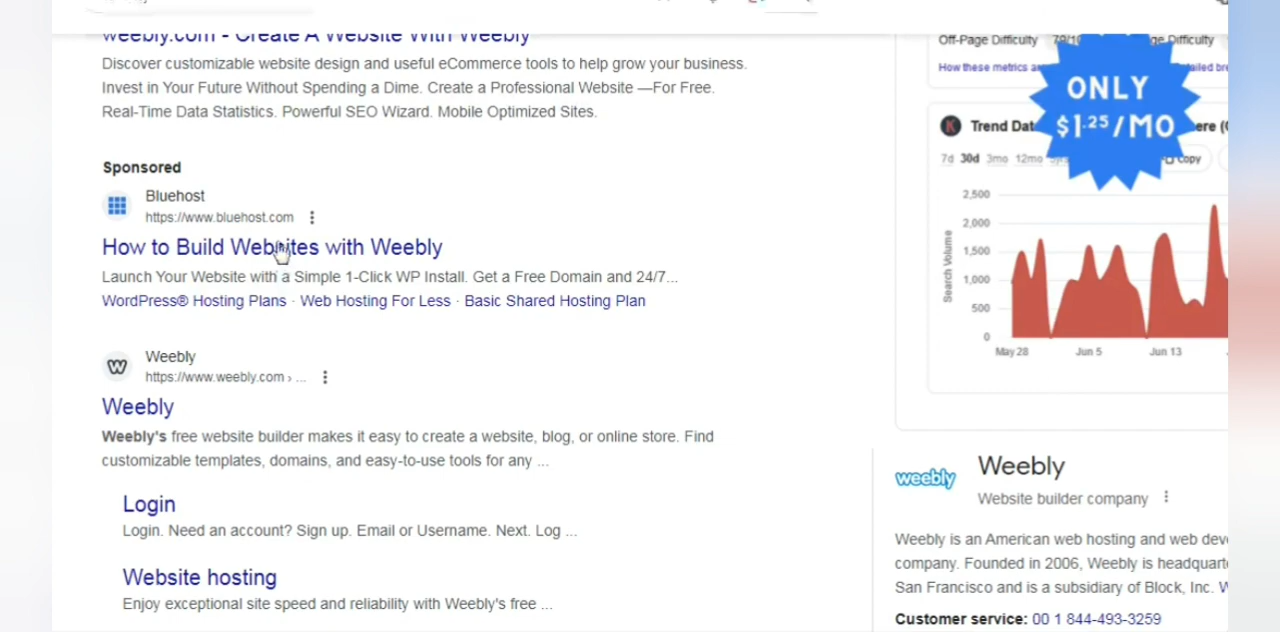 weebly.com - Create A Website With Weebly
Discover customizable website design and useful eCommerce tools to help grow your business.
Invest in Your Future Without Spending a Dime. Create a Professional Website —For Free.
Real-Time Data Statistics. Powerful SEO Wizard. Mobile Optimized Sites.
Sponsored
Bluehost
https://www.bluehost.com
How to Build Websites with Weebly
Launch Your Website with a Simple 1-Click WP Install. Get a Free Domain and 24/7...
WordPress® Hosting Plans · Web Hosting For Less · Basic Shared Hosting Plan
Weebly
https://www.weebly.com › ...
Weebly
Weebly's free website builder makes it easy to create a website, blog, or online store. Find
customizable templates, domains, and easy-to-use tools for any ...
Login
Login. Need an account? Sign up. Email or Username. Next. Log ...
Website hosting
Enjoy exceptional site speed and reliability with Weebly's free ...
Off-Page Difficulty 79/10 ge Difficulty
How these metrics a ailed bre
ONLY
$1.25/MO
Trend Dat ere (
7d 30d 3mo 12mo Copy
2,500
2,000
1,500
1,000
500
0
Search Volume
May 28 Jun 5 Jun 13
weebly
Weebly
Website builder company
Weebly is an American web hosting and web dev
company. Founded in 2006, Weebly is headquart
San Francisco and is a subsidiary of Block, Inc. W
Customer service: 00 1 844-493-3259